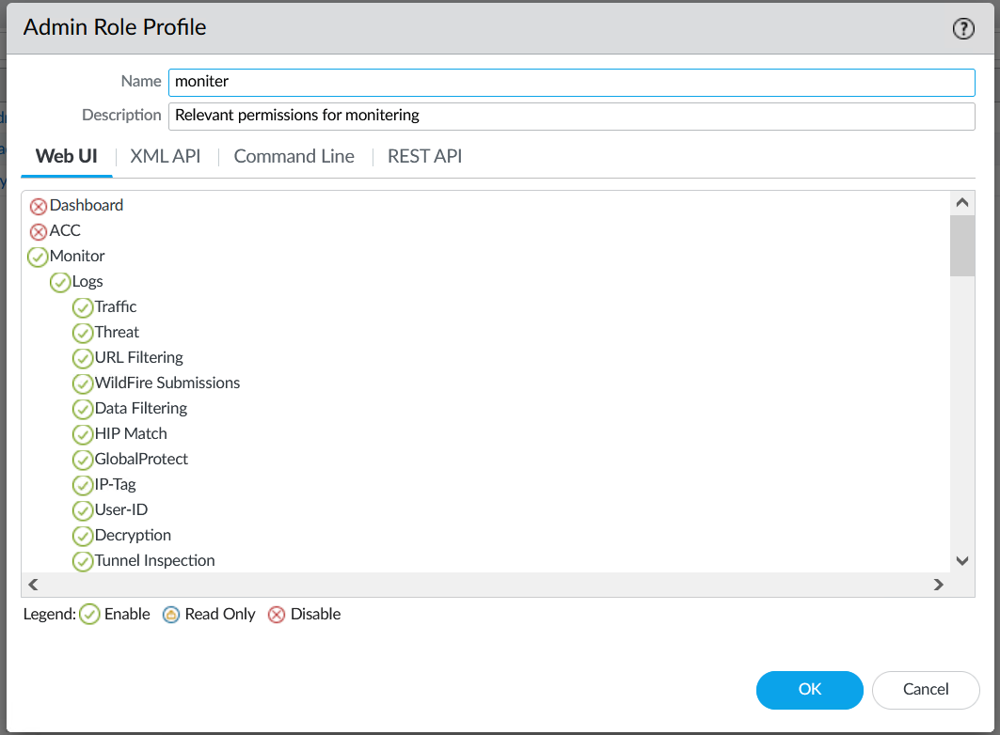 Admin Role Profile
Name moniter
Description Relevant permissions for monitering
Web UI XML API Command Line REST API
Dashboard
ACC
Monitor
Logs
Traffic
Threat
URL Filtering
WildFire Submissions
Data Filtering
HIP Match
GlobalProtect
IP-Tag
User-ID
Decryption
Tunnel Inspection
Legend: Enable Read Only Disable
OK Cancel